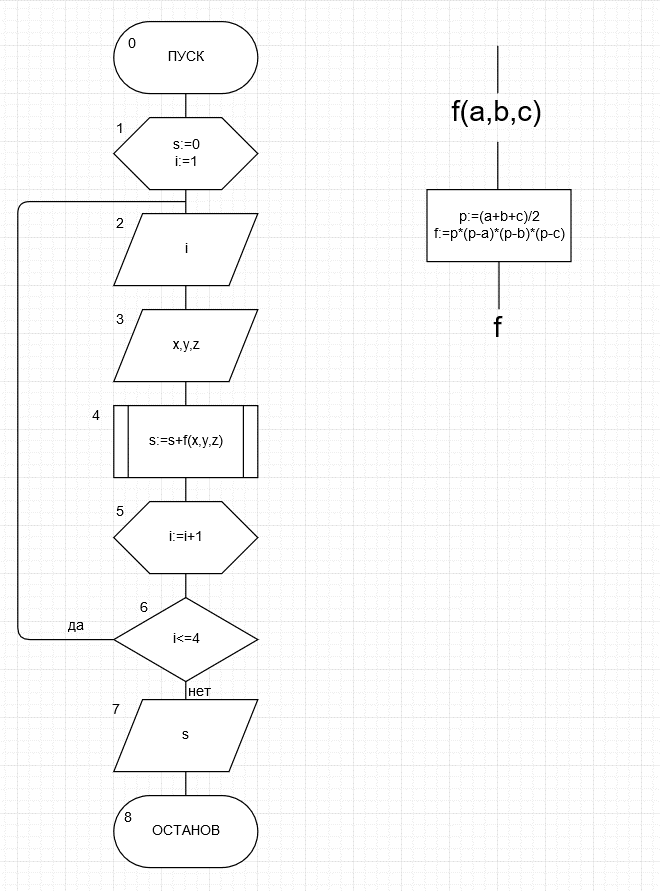 0
ПУСК
1
s:=0
i:=1
2
i
3
x,y,z
4
s:=s+f(x,y,z)
5
i:=i+1
6
i<=4
да
нет
7
s
8
ОСТАНОВ
f(a,b,c)
p:=(a+b+c)/2
f:=p*(p-a)*(p-b)*(p-c)
f